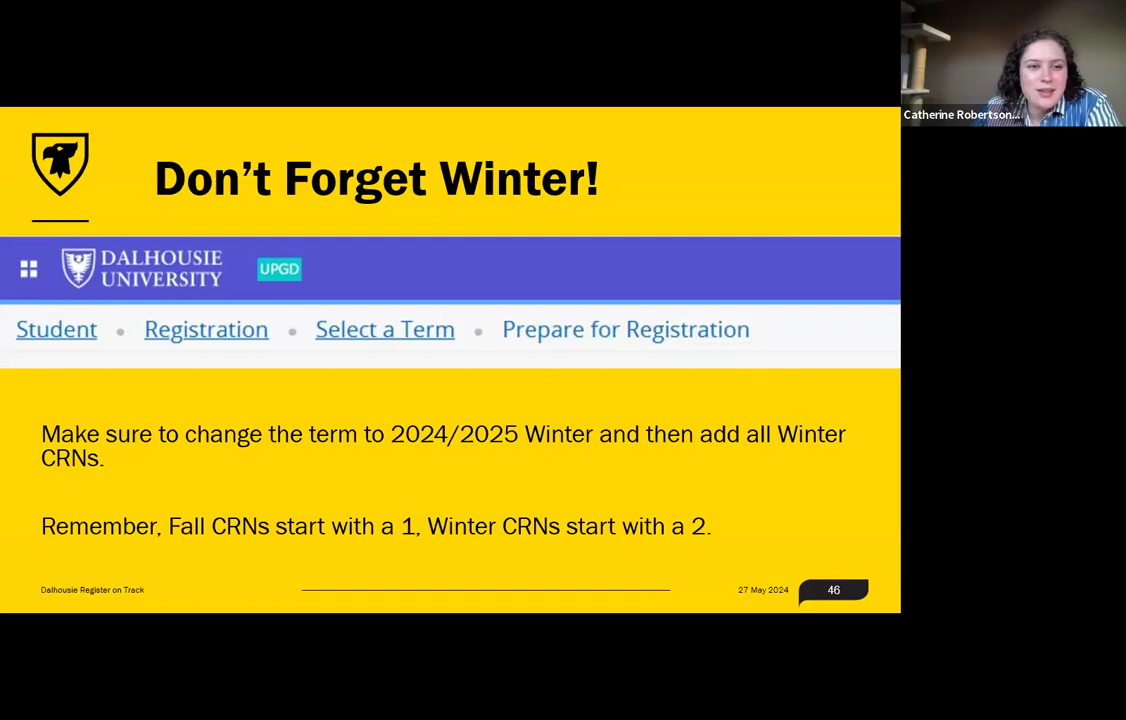 Catherine Robertson...
Don't Forget Winter!
DALHOUSIE
UNIVERSITY
UPGD
Student • Registration • Select a Term • Prepare for Registration
Make sure to change the term to 2024/2025 Winter and then add all Winter
CRNs.
Remember, Fall CRNs start with a 1, Winter CRNs start with a 2.
Dalhousie Register on Track
27 May 2024
46